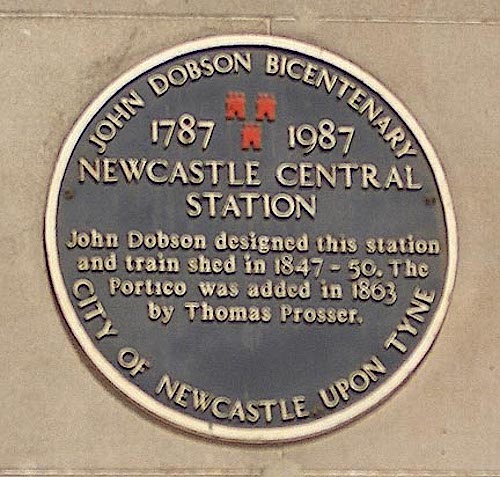 JOHN DOBSON BICENTENARY
1787 1987
NEWCASTLE CENTRAL
STATION
John Dobson designed this station
and train shed in 1847 - 50. The
Portico was added in 1863
by Thomas Prosser.
CITY OF NEWCASTLE UPON TYNE